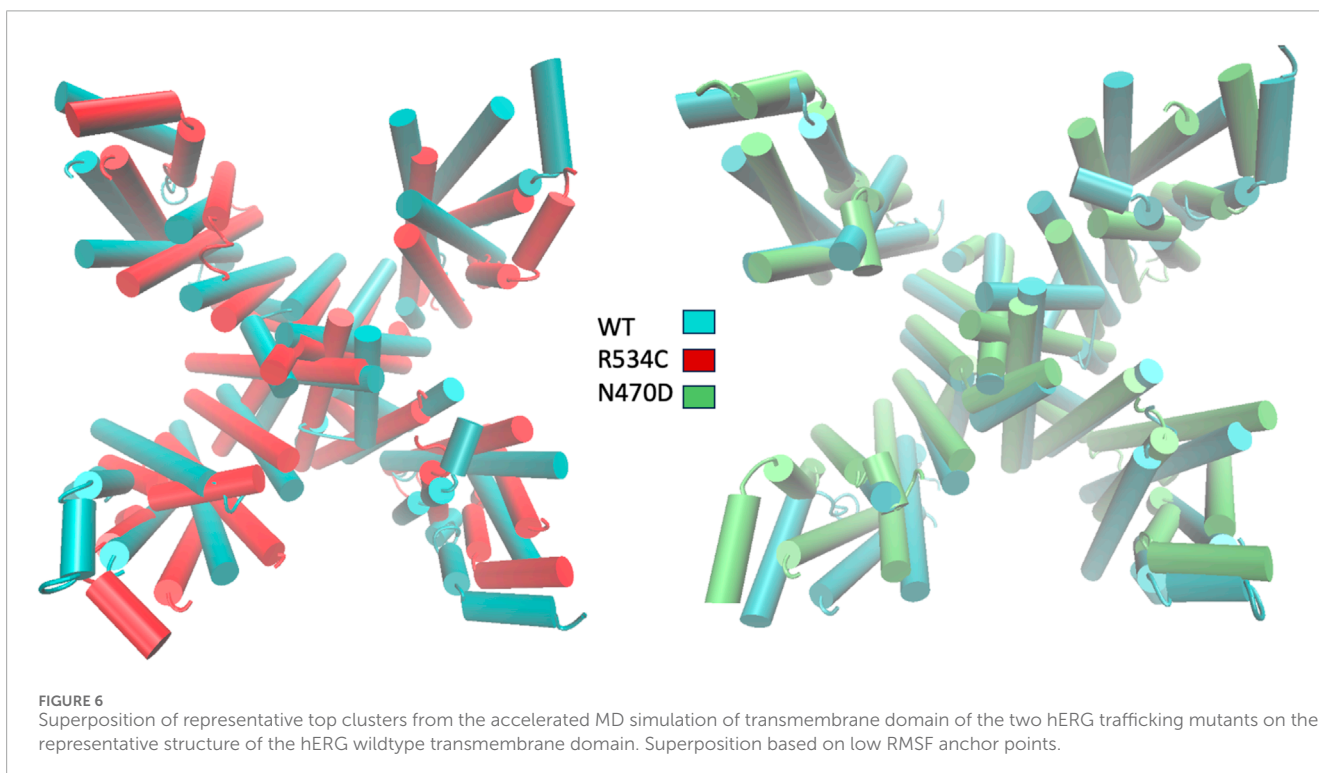 WT
R534C
N470D
FIGURE 6
Superposition of representative top clusters from the accelerated MD simulation of transmembrane domain of the two hERG trafficking mutants on the
representative structure of the hERG wildtype transmembrane domain. Superposition based on low RMSF anchor points.